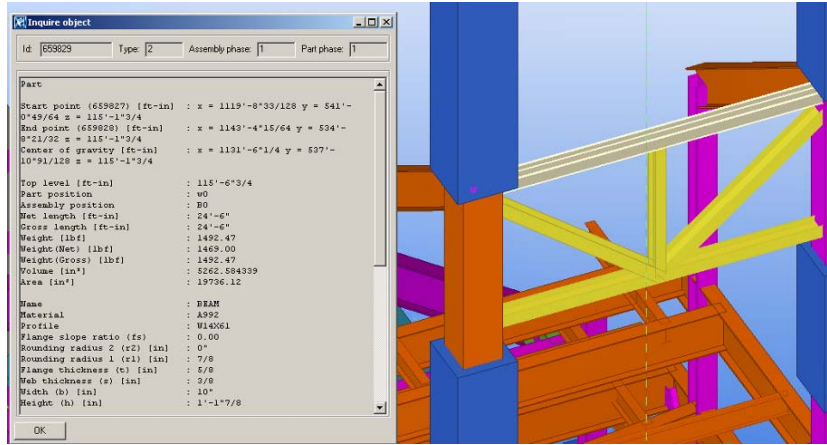 Inquire object
Id: 659829 Type: 2 Assembly phase: 1 Part phase: 1
Part
Start point (659827) [ft-in] : x = 1119'-8"33/128 y = 541'-
0"49/64 z = 115'-1"3/4
End point (659828) [ft-in] : x = 1143'-4"15/64 y = 534'-
8"21/32 z = 115'-1"3/4
Center of gravity [ft-in] : x = 1131'-6"1/4 y = 537'-
10"91/128 z = 115'-1"3/4
Top level [ft-in] : 115'-6"3/4
Part position : w0
Assembly position : B0
Net length [ft-in] : 24'-6"
Gross length [ft-in] : 24'-6"
Weight [lbf] : 1492.47
Weight(Net) [lbf] : 1469.00
Weight(Gross) [lbf] : 1492.47
Volume [in³] : 5262.584339
Area [in²] : 19736.12
Name : BEAM
Material : A992
Profile : W14X61
Flange slope ratio (fs) : 0.00
Rounding radius 2 (r2) [in] : 0"
Rounding radius 1 (r1) [in] : 7/8
Flange thickness (t) [in] : 5/8
Web thickness (s) [in] : 3/8
Width (b) [in] : 10"
Height (h) [in] : 1'-1"7/8
OK